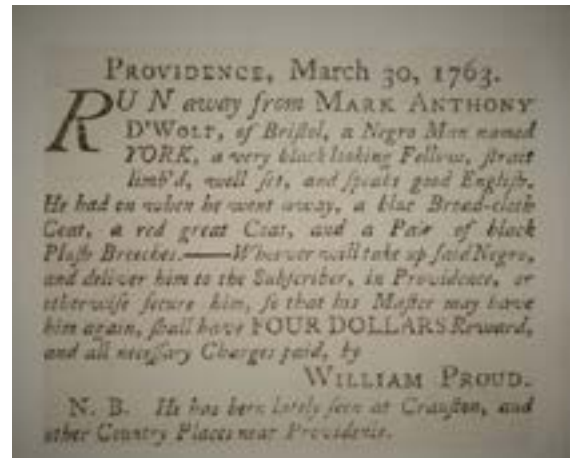 PROVIDENCE, March 30, 1763.
RUN away from MARK ANTHONY
D'WOLT, of Briſtol, a Negro Man named
YORK, a very black looking Fellow, ſtrait
limb'd, well ſet, and ſpeaks good Engliſh.
He had on when he went away, a blue Broad-cloth
Coat, a red great Coat, and a Pair of black
Pluſh Breeches.——Whoever will take up ſaid Negro,
and deliver him to the Subſcriber, in Providence, or
otherwiſe ſecure him, ſo that his Maſter may have
him again, ſhall have FOUR DOLLARS Reward,
and all neceſſary Charges paid, by
WILLIAM PROUD.
N. B. He has been lately ſeen at Cranſton, and
other Country Places near Providence.